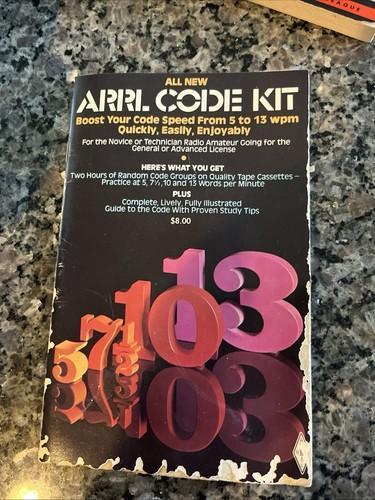 ALL NEW
ARRL CODE KIT
Boost Your Code Speed From 5 to 13 wpm
Quickly, Easily, Enjoyably
For the Novice or Technician Radio Amateur Going for the
General or Advanced License
HERE'S WHAT YOU GET
Two Hours of Random Code Groups on Quality Tape Cassettes –
Practice at 5, 7½, 10 and 13 Words per Minute
PLUS
Complete, Lively, Fully Illustrated
Guide to the Code With Proven Study Tips
$8.00
5 7½ 10 13